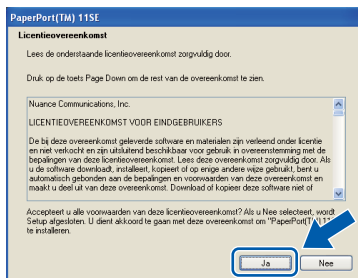 PaperPort(TM) 11SE
Licentieovereenkomst
Lees de onderstaande licentieovereenkomst zorgvuldig door.
Druk op de toets Page Down om de rest van de overeenkomst te zien.
Nuance Communications, Inc.
LICENTIEOVEREENKOMST VOOR EINDGEBRUIKERS
De bij deze overeenkomst geleverde software en materialen zijn verleend onder licentie
en niet verkocht en zijn uitsluitend beschikbaar voor gebruik in overeenstemming met de
bepalingen van deze licentieovereenkomst. Lees deze overeenkomst zorgvuldig door. Als
u de software downloadt, installeert, kopieert of op enige andere wijze gebruikt, bent u
automatisch gebonden aan de bepalingen en voorwaarden van deze overeenkomst en
maakt u deel uit van deze overeenkomst. Download of kopieer deze software niet of
Accepteert u alle voorwaarden van deze licentieovereenkomst? Als u Nee selecteert, wordt
Setup afgesloten. U dient akkoord te gaan met deze overeenkomst om "PaperPort(T
te installeren.
Ja
Nee